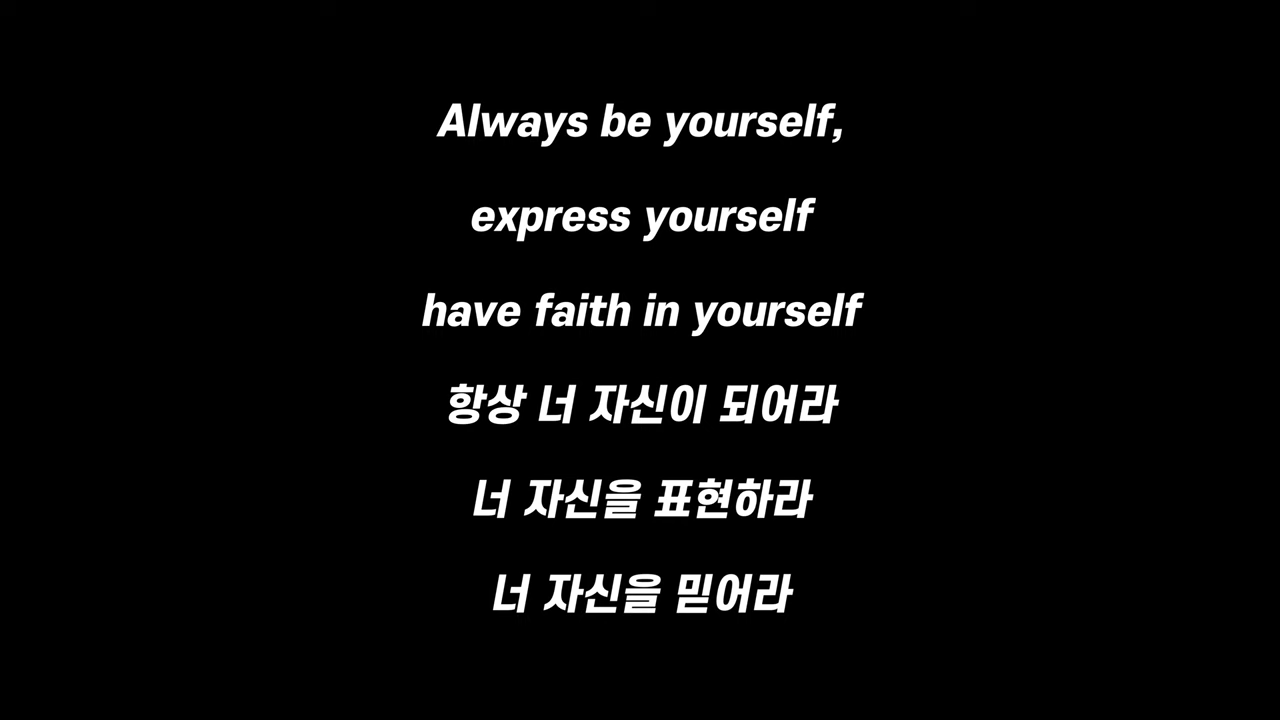 Always be yourself,
express yourself
have faith in yourself
항상 너 자신이 되어라
너 자신을 표현하라
너 자신을 믿어라